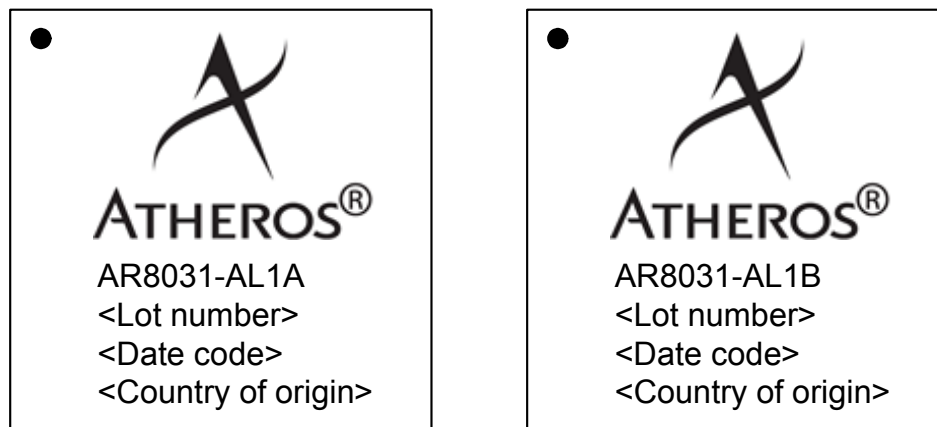 ATHEROS®
AR8031-AL1A
<Lot number>
<Date code>
<Country of origin>
ATHEROS®
AR8031-AL1B
<Lot number>
<Date code>
<Country of origin>